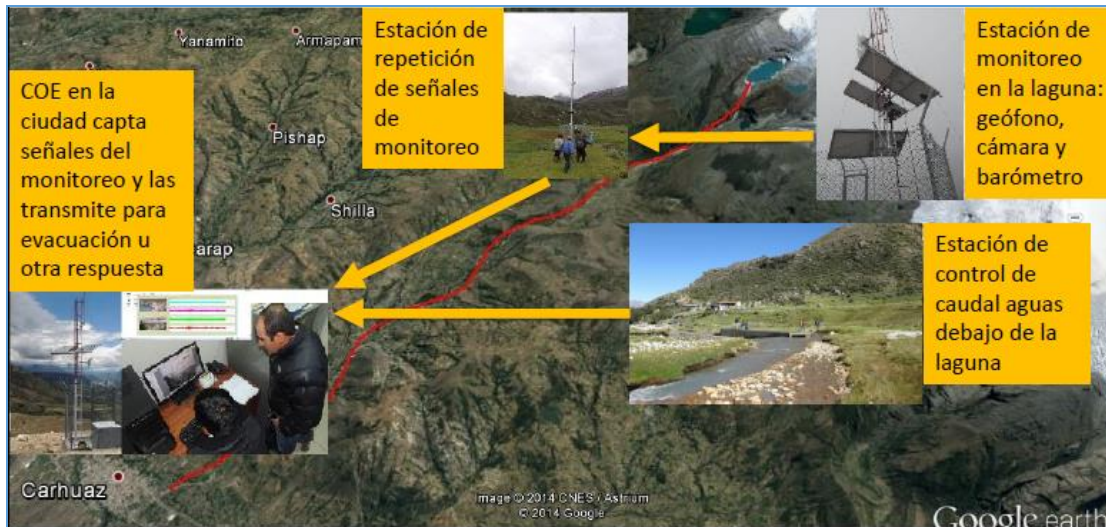 Yanamito
Armapam
Pishap
Shilla
arap
Carhuaz
COE en la
ciudad capta
señales del
monitoreo y las
transmite para
evacuación u
otra respuesta
Estación de
repetición
de señales
de
monitoreo
Estación de
monitoreo
en la laguna:
geófono,
cámara y
barómetro
Estación de
control de
caudal aguas
debajo de la
laguna
Image © 2014 CNES / Astrium
© 2014 Google
Google earth